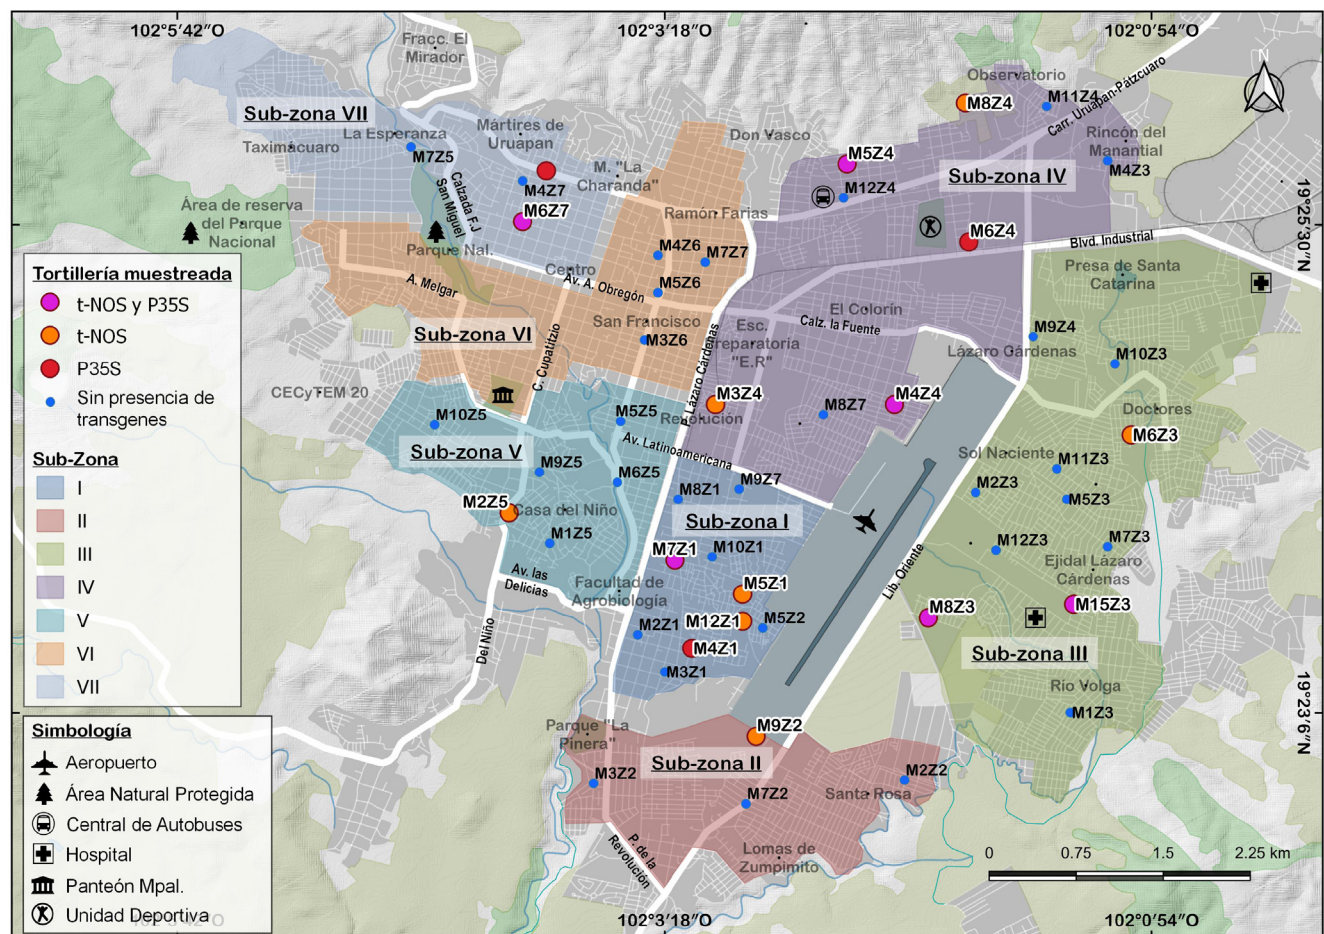 102°5′42″O
102°3′18″O
102°0′54″O
Fracc. El
Mirador
Observatorio
N
M8Z4
M11Z4
Carr. Uruapan-Pátzcuaro
Sub-zona VII
Mártires de
Uruapan
La Esperanza
Taximacuaro
Don Vasco
Rincón del
Manantial
M7Z5
M5Z4
M4Z3
M. "La
Charanda"
M4Z7
Sub-zona IV
M12Z4
Calzada F.J
San Miguel
M6Z7
Área de reserva
del Parque
Nacional
Ramón Farías
M6Z4
19°25′30″N
Parque Nal.
M4Z6
M7Z7
Blvd. Industrial
Centro
Presa de Santa
Catarina
Tortillería muestreada
t-NOS y P35S
t-NOS
P35S
Sin presencia de
transgenes
A. Melgar
Av. A. Obregón
M5Z6
El Colorín
Calz. la Fuente
San Francisco
Esc.
Preparatoria
"E.R"
Sub-zona VI
M3Z6
M9Z4
Lázaro Cárdenas
M10Z3
C. Cupatitzio
P. Lázaro Cárdenas
CECyTEM 20
M3Z4
M4Z4
Doctores
M10Z5
M5Z5
Revolución
M8Z7
M6Z3
Sub-zona V
Av. Latinoamericana
Sol Naciente
Sub-Zona
I
II
III
IV
V
VI
VII
M9Z5
M6Z5
M11Z3
M8Z1
M9Z7
M2Z3
M5Z3
M2Z5
Casa del Niño
Sub-zona I
M1Z5
M7Z1
M10Z1
M12Z3
M7Z3
Av. las
Delicias
Facultad de
Agrobiología
M5Z1
Lib. Oriente
Ejidal Lázaro
Cárdenas
M12Z1
M5Z2
M8Z3
M15Z3
Del Niño
M2Z1
M4Z1
Sub-zona III
M3Z1
Río Volga
M1Z3
19°23′6″N
Simbología
Aeropuerto
Área Natural Protegida
Central de Autobuses
Hospital
Panteón Mpal.
Unidad Deportiva
Parque "La
Pinera"
M9Z2
Sub-zona II
M3Z2
M7Z2
M2Z2
Santa Rosa
P. de la
Revolución
Lomas de
Zumpimito
0 0.75 1.5 2.25 km
102°5′42″O
102°3′18″O
102°0′54″O